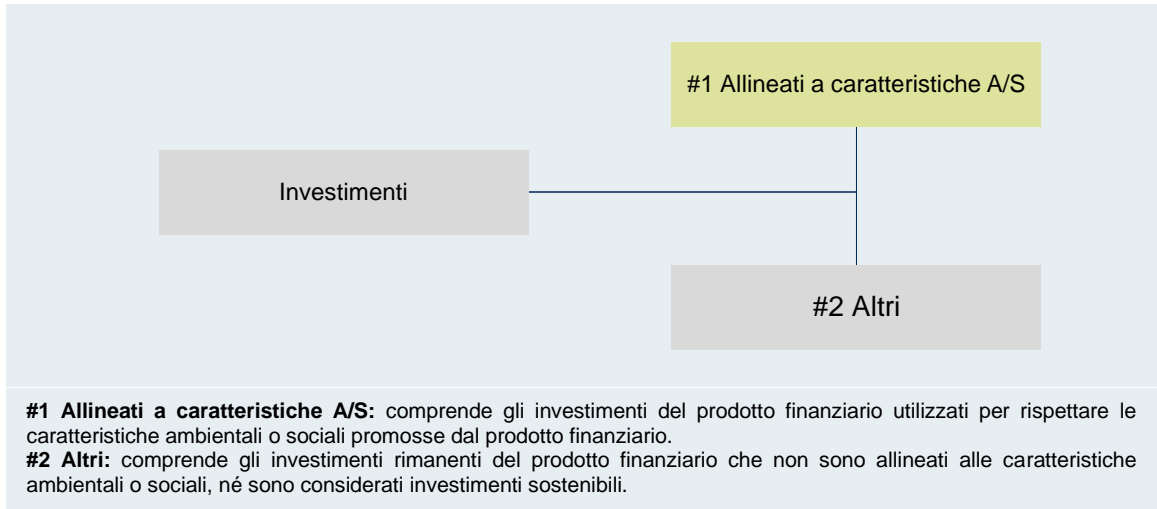 #1 Allineati a caratteristiche A/S
Investimenti
#2 Altri
#1 Allineati a caratteristiche A/S: comprende gli investimenti del prodotto finanziario utilizzati per rispettare le
caratteristiche ambientali o sociali promosse dal prodotto finanziario.
#2 Altri: comprende gli investimenti rimanenti del prodotto finanziario che non sono allineati alle caratteristiche
ambientali o sociali, né sono considerati investimenti sostenibili.